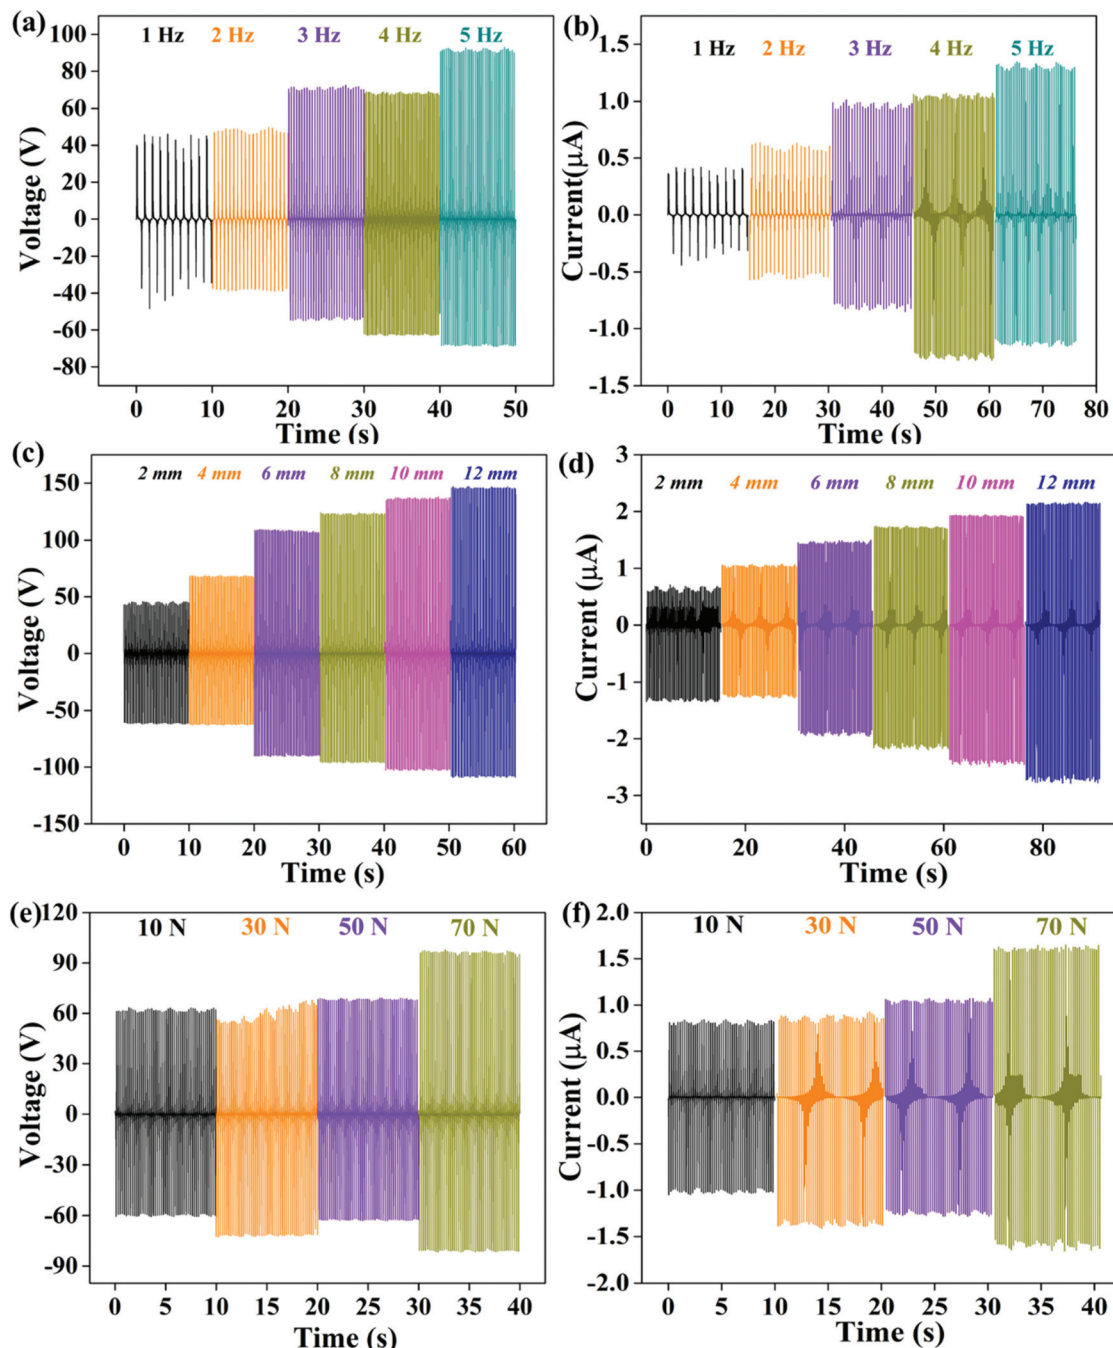 (a)
1 Hz 2 Hz 3 Hz 4 Hz 5 Hz
Voltage (V)
100
80
60
40
20
0
-20
-40
-60
-80
0 10 20 30 40 50
Time (s)
(b)
1 Hz 2 Hz 3 Hz 4 Hz 5 Hz
Current(μA)
1.5
1.0
0.5
0.0
-0.5
-1.0
-1.5
0 10 20 30 40 50 60 70 80
Time (s)
(c)
2 mm 4 mm 6 mm 8 mm 10 mm 12 mm
Voltage (V)
150
100
50
0
-50
-100
-150
0 10 20 30 40 50 60
Time (s)
(d)
2 mm 4 mm 6 mm 8 mm 10 mm 12 mm
Current (μA)
3
2
1
0
-1
-2
-3
0 20 40 60 80
Time (s)
(e)
10 N 30 N 50 N 70 N
Voltage (V)
120
90
60
30
0
-30
-60
-90
0 5 10 15 20 25 30 35 40
Time (s)
(f)
10 N 30 N 50 N 70 N
Current (μA)
2.0
1.5
1.0
0.5
0.0
-0.5
-1.0
-1.5
-2.0
0 5 10 15 20 25 30 35 40
Time (s)